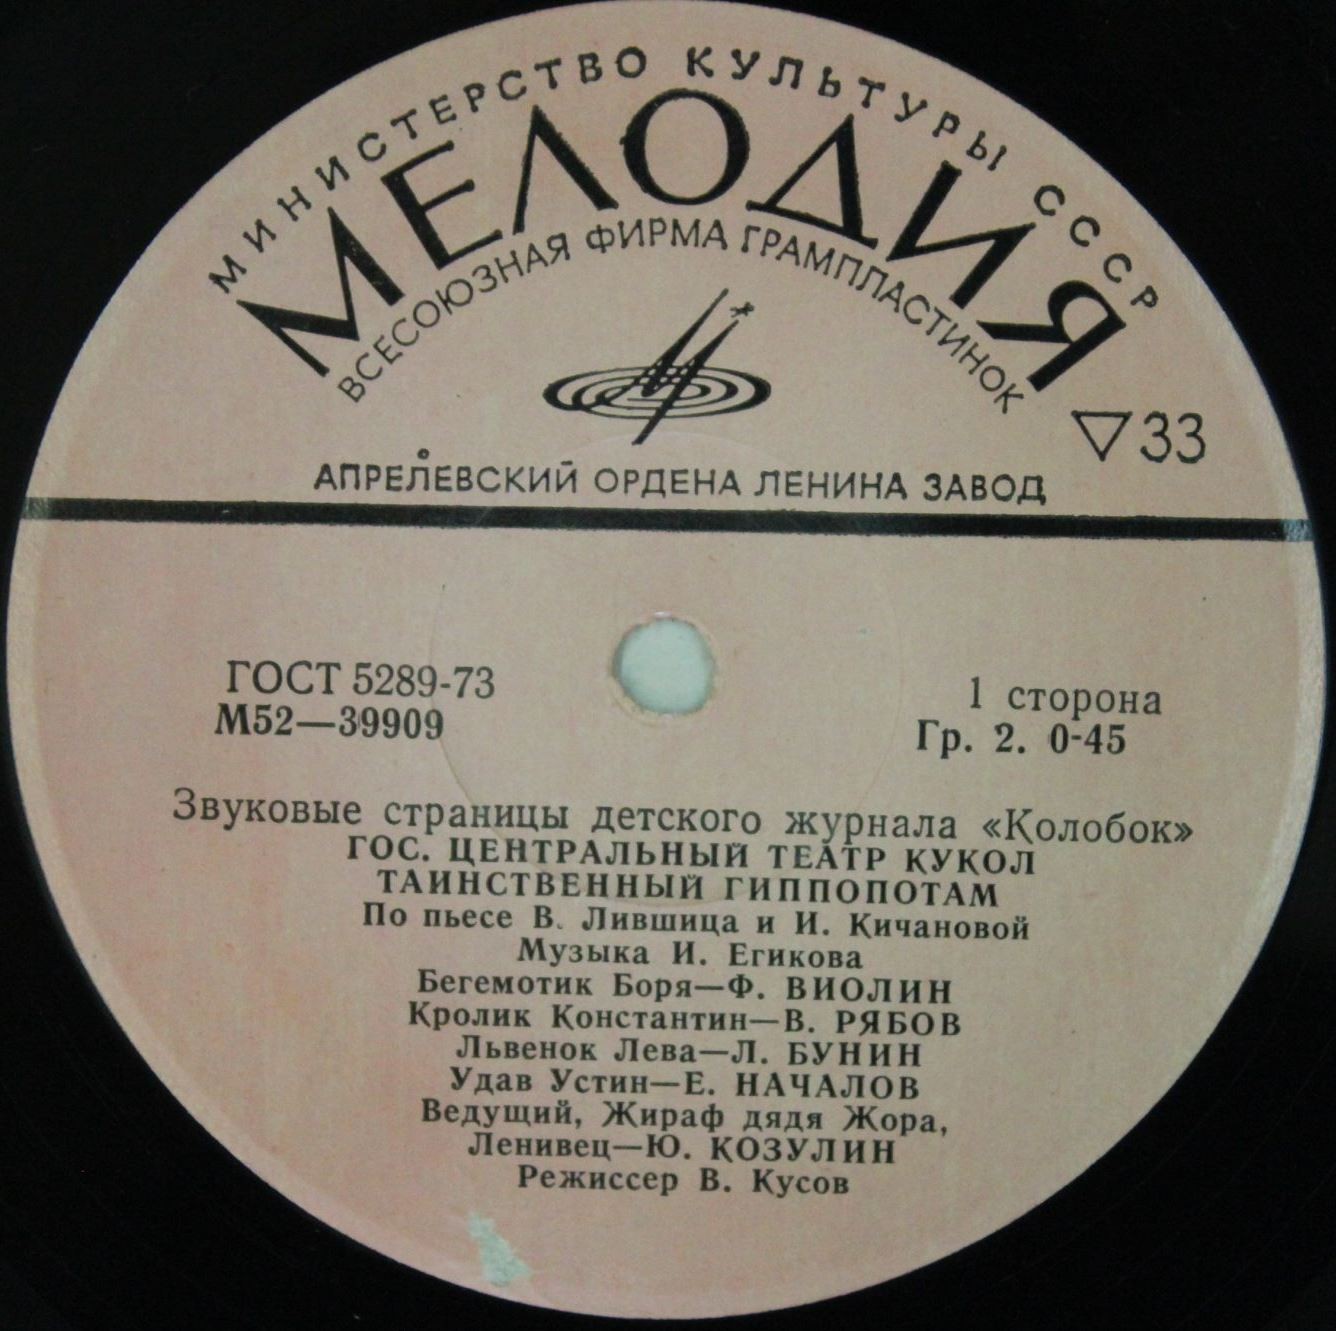 МИНИСТЕРСТВО КУЛЬТУРЫ СССР
МЕЛОДИЯ
ВСЕСОЮЗНАЯ ФИРМА ГРАМПЛАСТИНОК
33
АПРЕЛЕВСКИЙ ОРДЕНА ЛЕНИНА ЗАВОД
ГОСТ 5289-73
М52—39909
1 сторона
Гр. 2. 0-45
Звуковые страницы детского журнала «Колобок»
ГОС. ЦЕНТРАЛЬНЫЙ ТЕАТР КУКОЛ
ТАИНСТВЕННЫЙ ГИППОПОТАМ
По пьесе В. Лившица и И. Кичановой
Музыка И. Егикова
Бегемотик Боря—Ф. ВИОЛИН
Кролик Константин—В. РЯБОВ
Львенок Лева—Л. БУНИН
Удав Устин—Е. НАЧАЛОВ
Ведущий, Жираф дядя Жора,
Ленивец—Ю. КОЗУЛИН
Режиссер В. Кусов